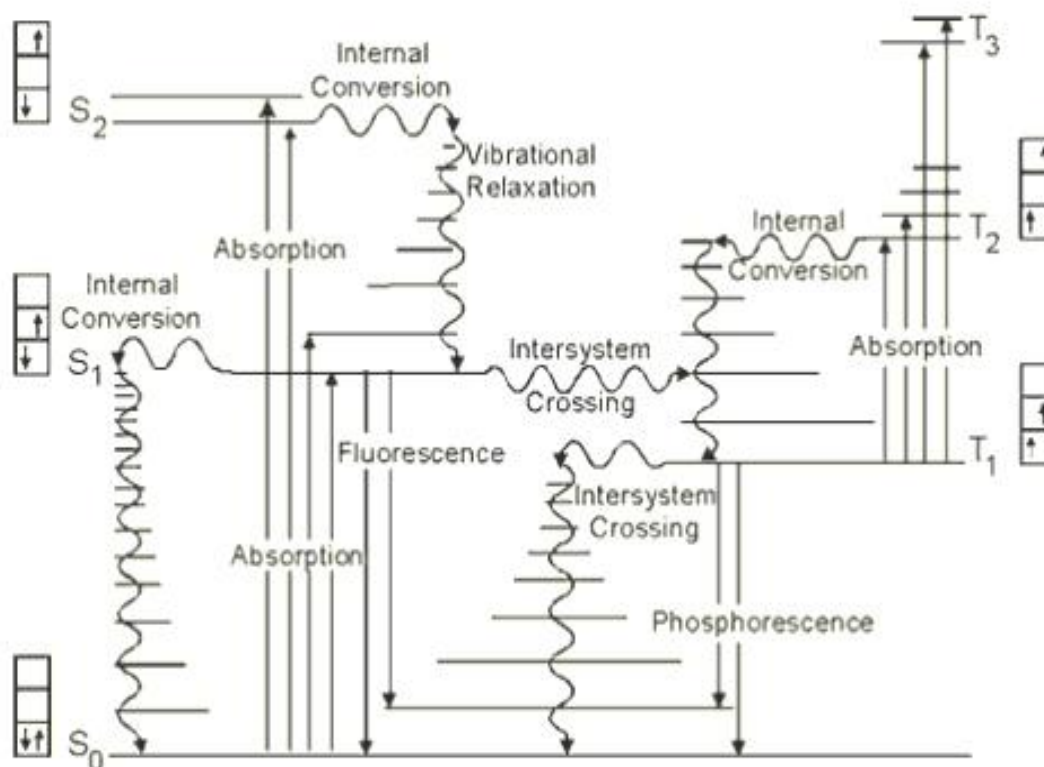 T3
Internal
Conversion
S2
Vibrational
Relaxation
Absorption
Internal
Conversion
T2
Internal
Conversion
S1
Intersystem
Crossing
Absorption
Fluorescence
T1
Intersystem
Crossing
Absorption
Phosphorescence
S0